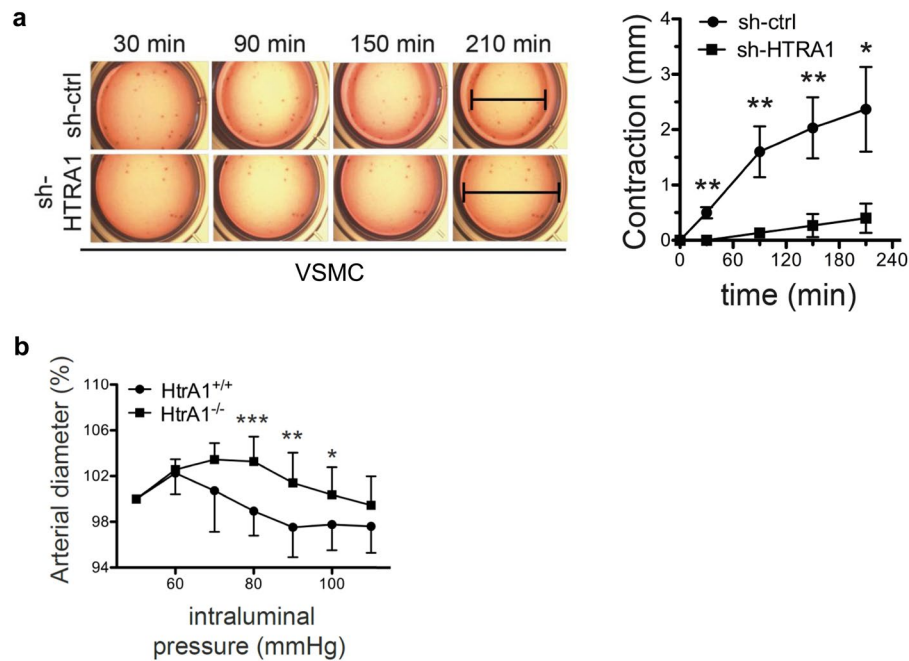 a
30 min 90 min 150 min 210 min
sh-ctrl
sh-
HTRA1
VSMC
sh-ctrl
sh-HTRA1
Contraction (mm)
4
3
2
1
0
** ** ** *
0 60 120 180 240
time (min)
b
HtrA1+/+
HtrA1-/-
Arterial diameter (%)
110
106
102
98
94
*** ** *
60 80 100
intraluminal
pressure (mmHg)